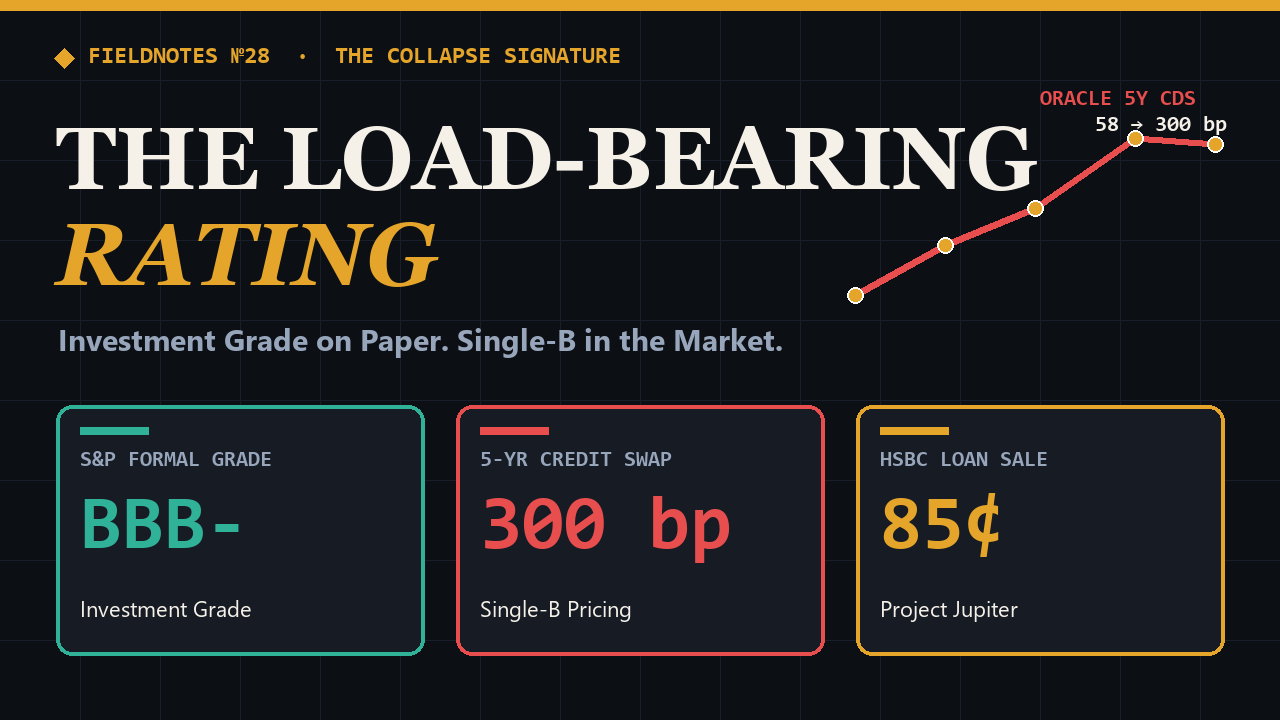 FIELDNOTES №28 · THE COLLAPSE SIGNATURE
ORACLE 5Y CDS
58 → 300 bp
THE LOAD-BEARING
RATING
Investment Grade on Paper. Single-B in the Market.
S&P FORMAL GRADE
BBB-
Investment Grade
5-YR CREDIT SWAP
300 bp
Single-B Pricing
HSBC LOAN SALE
85¢
Project Jupiter